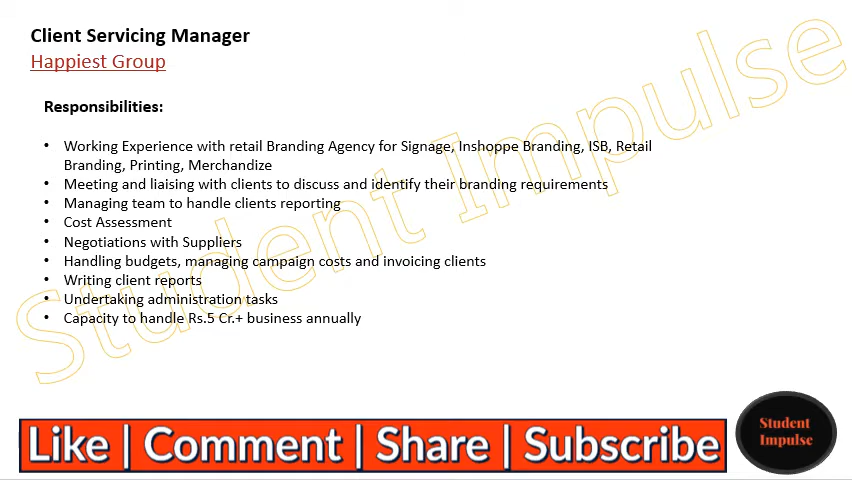 Client Servicing Manager
Happiest Group
Responsibilities:
• Working Experience with retail Branding Agency for Signage, Inshoppe Branding, ISB, Retail
Branding, Printing, Merchandize
• Meeting and liaising with clients to discuss and identify their branding requirements
• Managing team to handle clients reporting
• Cost Assessment
• Negotiations with Suppliers
• Handling budgets, managing campaign costs and invoicing clients
• Writing client reports
• Undertaking administration tasks
• Capacity to handle Rs.5 Cr.+ business annually
Student Impulse
Like | Comment | Share | Subscribe
Student
Impulse